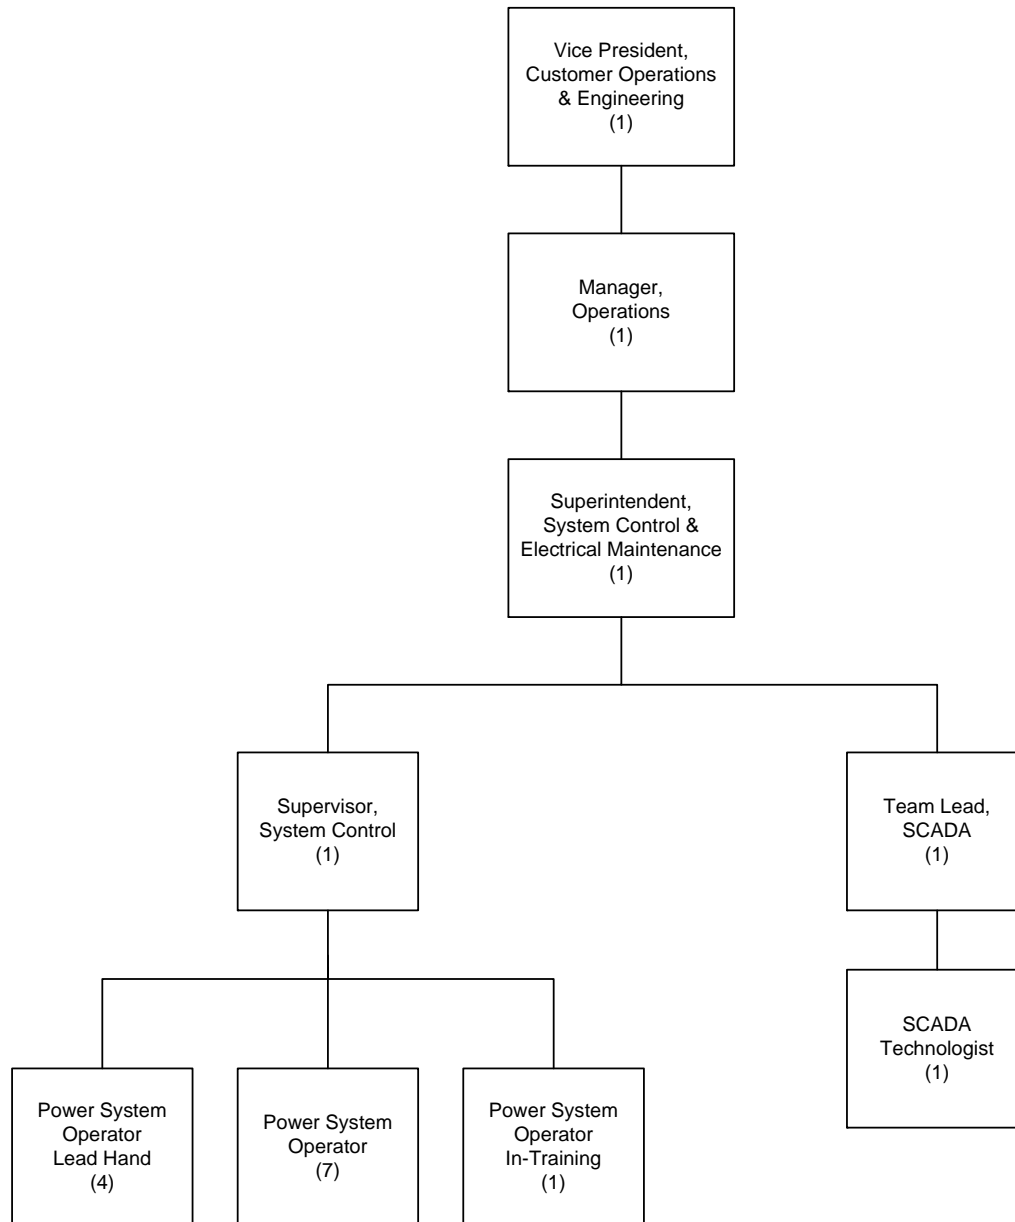 Vice President,
Customer Operations
& Engineering
(1)
Manager,
Operations
(1)
Superintendent,
System Control &
Electrical Maintenance
(1)
Supervisor,
System Control
(1)
Team Lead,
SCADA
(1)
SCADA
Technologist
(1)
Power System
Operator
Lead Hand
(4)
Power System
Operator
(7)
Power System
Operator
In-Training
(1)